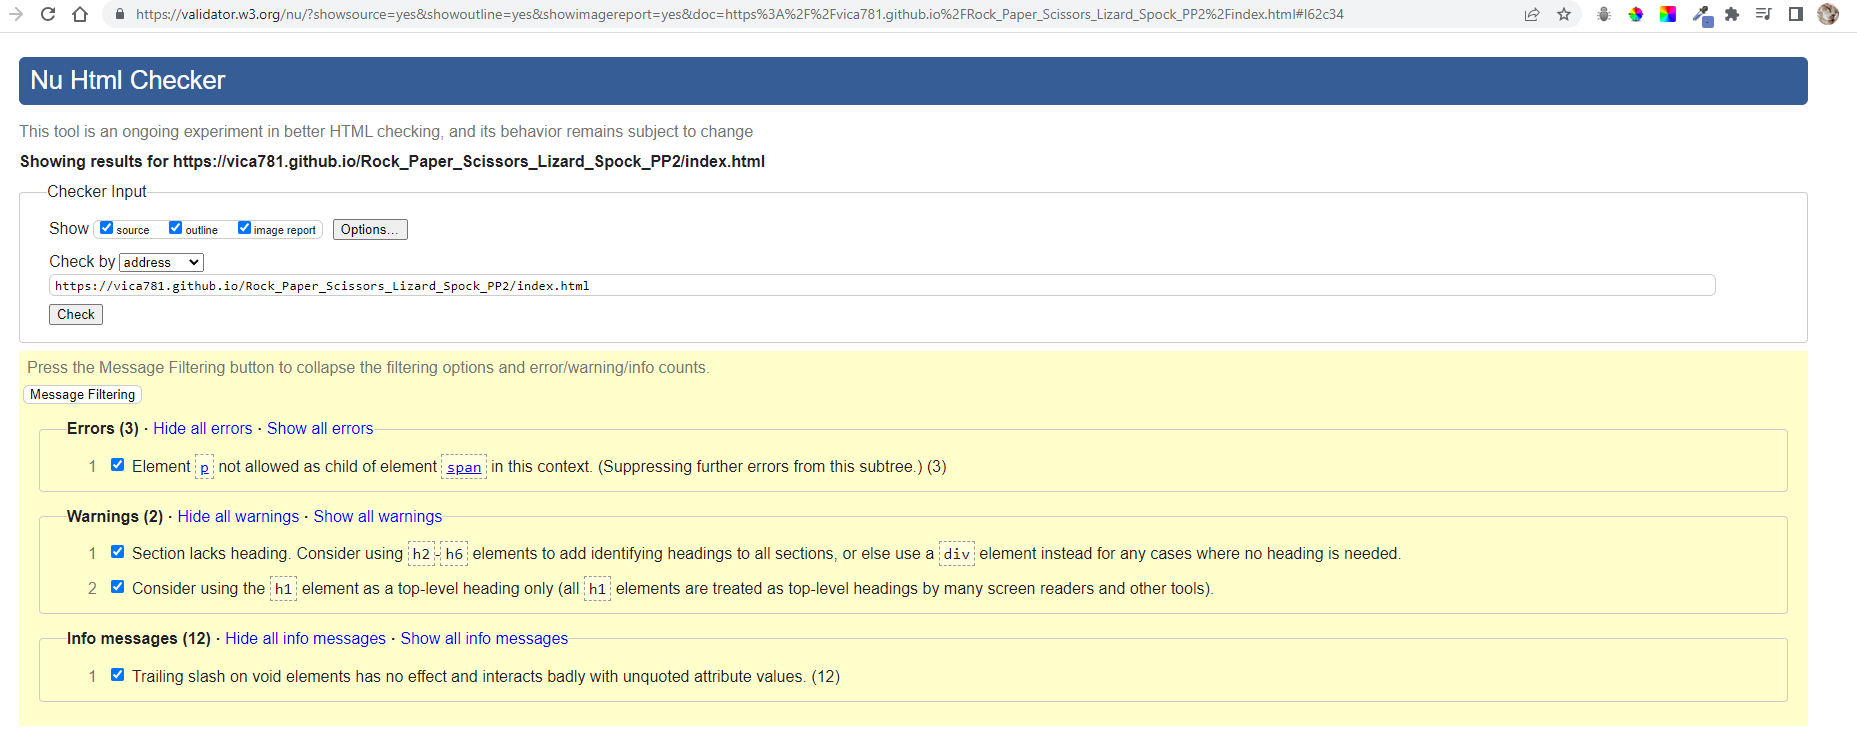 https://validator.w3.org/nu/?showsource=yes&showoutline=yes&showimagereport=yes&doc=https%3A%2F%2Fvica781.github.io%2FRock_Paper_Scissors_Lizard_Spock_PP2%2Findex.html#l62c34
Nu Html Checker
This tool is an ongoing experiment in better HTML checking, and its behavior remains subject to change
Showing results for https://vica781.github.io/Rock_Paper_Scissors_Lizard_Spock_PP2/index.html
Checker Input
Show source outline image report Options...
Check by address
https://vica781.github.io/Rock_Paper_Scissors_Lizard_Spock_PP2/index.html
Check
Press the Message Filtering button to collapse the filtering options and error/warning/info counts.
Message Filtering
Errors (3) · Hide all errors · Show all errors
1 Element p not allowed as child of element span in this context. (Suppressing further errors from this subtree.) (3)
Warnings (2) · Hide all warnings · Show all warnings
1 Section lacks heading. Consider using h2-h6 elements to add identifying headings to all sections, or else use a div element instead for any cases where no heading is needed.
2 Consider using the h1 element as a top-level heading only (all h1 elements are treated as top-level headings by many screen readers and other tools).
Info messages (12) · Hide all info messages · Show all info messages
1 Trailing slash on void elements has no effect and interacts badly with unquoted attribute values. (12)